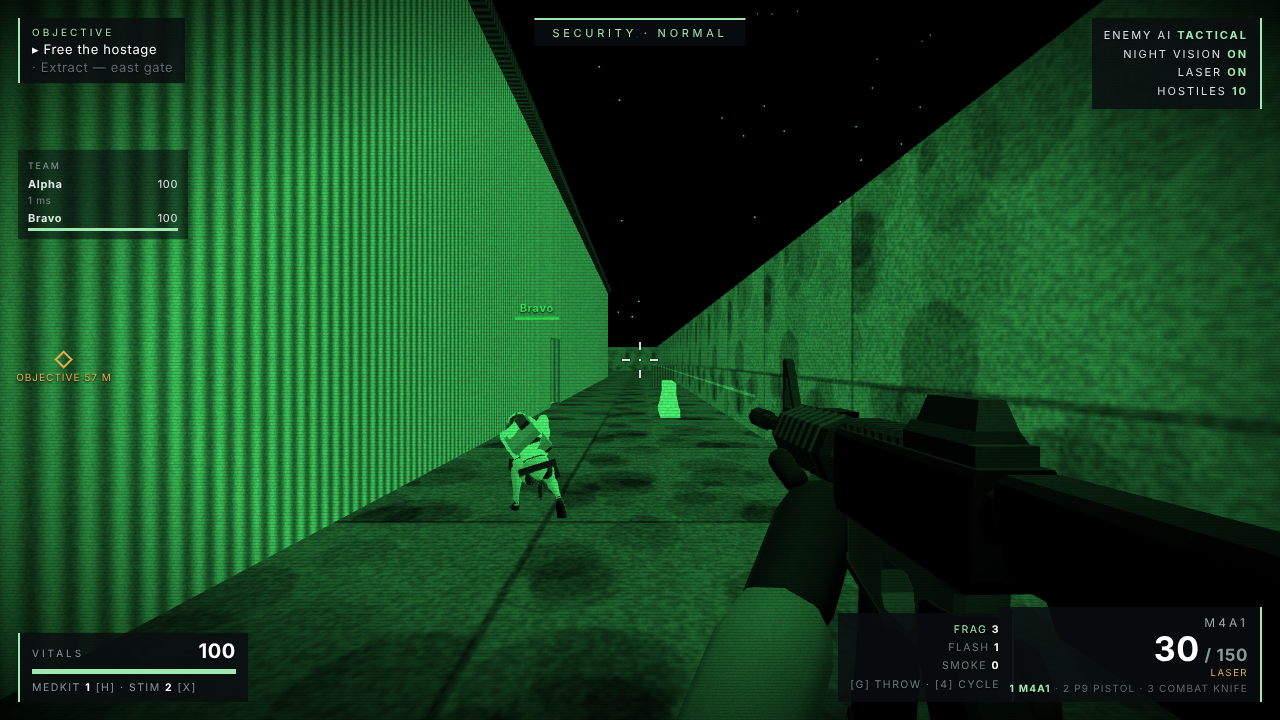 OBJECTIVE
▸ Free the hostage
· Extract — east gate
SECURITY · NORMAL
ENEMY AI TACTICAL
NIGHT VISION ON
LASER ON
HOSTILES 10
TEAM
Alpha 100
1 ms
Bravo 100
Bravo
OBJECTIVE 57 M
VITALS 100
MEDKIT 1 [H] · STIM 2 [X]
FRAG 3
FLASH 1
SMOKE 0
[G] THROW · [4] CYCLE
M4A1
30 / 150
LASER
1 M4A1 · 2 P9 PISTOL · 3 COMBAT KNIFE